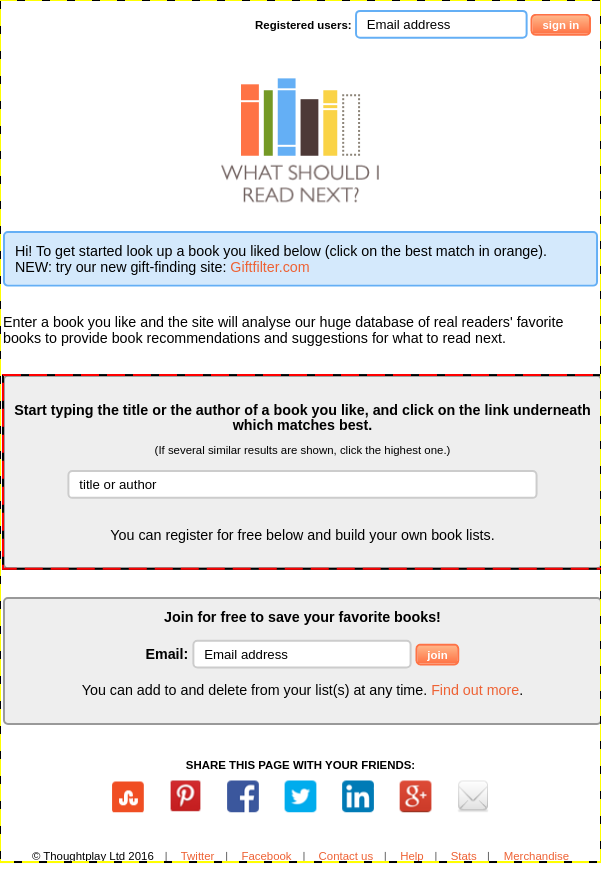 Registered users: Email address sign in
WHAT SHOULD I
READ NEXT?
Hi! To get started look up a book you liked below (click on the best match in orange).
NEW: try our new gift-finding site: Giftfilter.com
Enter a book you like and the site will analyse our huge database of real readers' favorite
books to provide book recommendations and suggestions for what to read next.
Start typing the title or the author of a book you like, and click on the link underneath
which matches best.
(If several similar results are shown, click the highest one.)
title or author
You can register for free below and build your own book lists.
Join for free to save your favorite books!
Email: Email address join
You can add to and delete from your list(s) at any time. Find out more.
SHARE THIS PAGE WITH YOUR FRIENDS:
© Thoughtplay Ltd 2016 | Twitter | Facebook | Contact us | Help | Stats | Merchandise